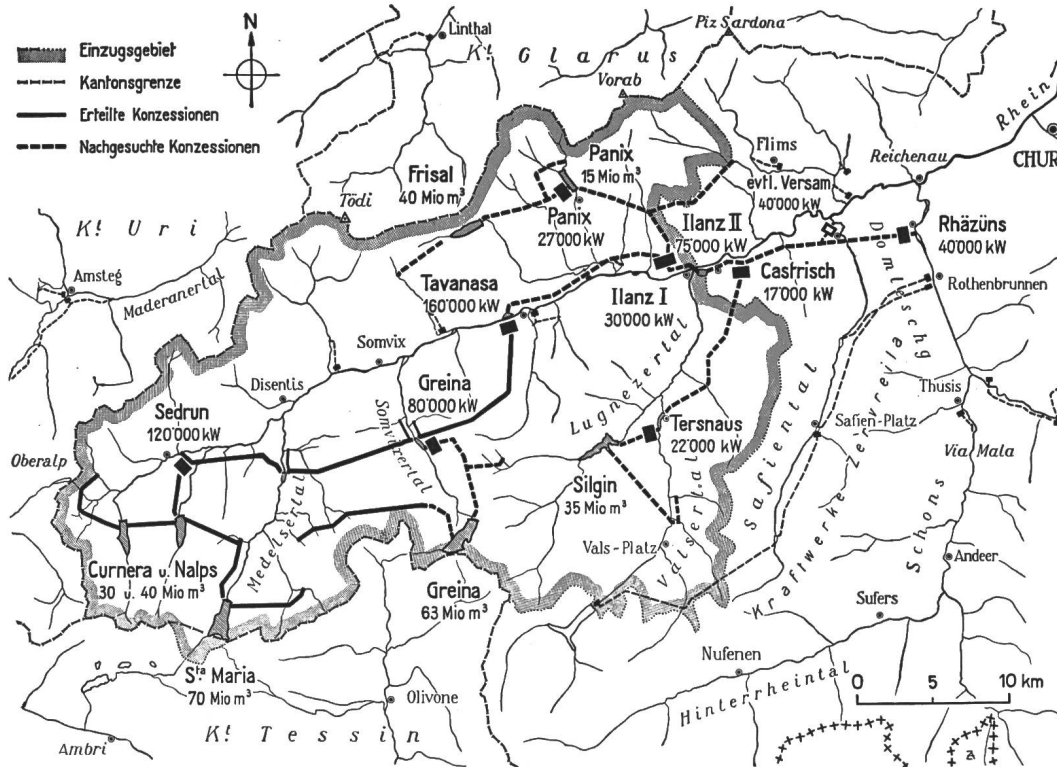 Einzugsgebiet
Kantonsgrenze
Erteilte Konzessionen
Nachgesuchte Konzessionen
N
Linthal
Kt. Glarus
Piz Sardona
Vorab
Rhein
Flims
Reichenau
CHUR
Panix
15 Mio m³
Frisal
40 Mio m³
evtl. Versam
40'000 kW
Tödi
Kt. Uri
Panix
27'000 kW
Ilanz II
75'000 kW
Rhäzüns
40'000 kW
Domleschg
Amsteg
Maderanertal
Tavanasa
160'000 kW
Castrisch
17'000 kW
Ilanz I
30'000 kW
Rothenbrunnen
Somvix
Disentis
Greina
80'000 kW
Lugnezertal
Thusis
Sedrun
120'000 kW
Somvixertal
Tersnaus
22'000 kW
Safien-Platz
Via Mala
Oberalp
Silgin
35 Mio m³
Safiental
Kraftwerke Zervreila
Medelsertal
Vals-Platz
Valsertal
Schons
Andeer
Curnera u. Nalps
30 u. 40 Mio m³
Greina
63 Mio m³
Sufers
Sta Maria
70 Mio m³
Nufenen
Hinterrheintal
0 5 10 km
Olivone
Kt. Tessin
Ambri